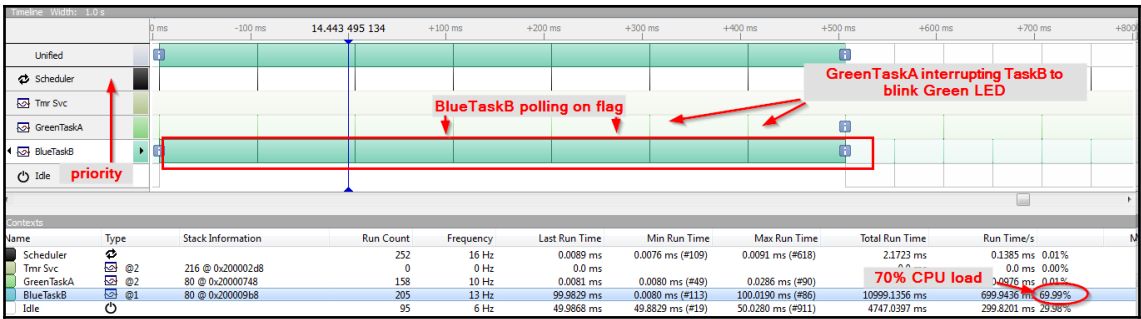 Timeline Width: 1.0 s
0 ms -100 ms 14.443 495 134 +100 ms +200 ms +300 ms +400 ms +500 ms +600 ms +700 ms +800
Unified
Scheduler
Tmr Svc
GreenTaskA
BlueTaskB
Idle
priority
BlueTaskB polling on flag
GreenTaskA interrupting TaskB to
blink Green LED
Contexts
Name Type Stack Information Run Count Frequency Last Run Time Min Run Time Max Run Time Total Run Time Run Time/s M
Scheduler 252 16 Hz 0.0089 ms 0.0076 ms (#109) 0.0091 ms (#618) 2.1723 ms 0.1385 ms 0.01%
Tmr Svc @2 216 @ 0x200002d8 0 0 Hz 0.0 ms 0.0 ms 0.00%
GreenTaskA @2 80 @ 0x20000748 158 10 Hz 0.0081 ms 0.0080 ms (#49) 0.0286 ms (#90) 0.0976 ms 0.01%
BlueTaskB @1 80 @ 0x200009b8 205 13 Hz 99.9829 ms 0.0080 ms (#113) 100.0190 ms (#86) 10999.1356 ms 699.9436 ms 69.99%
Idle 95 6 Hz 49.9868 ms 49.8829 ms (#19) 50.0280 ms (#911) 4747.0397 ms 299.8201 ms 29.98%
70% CPU load